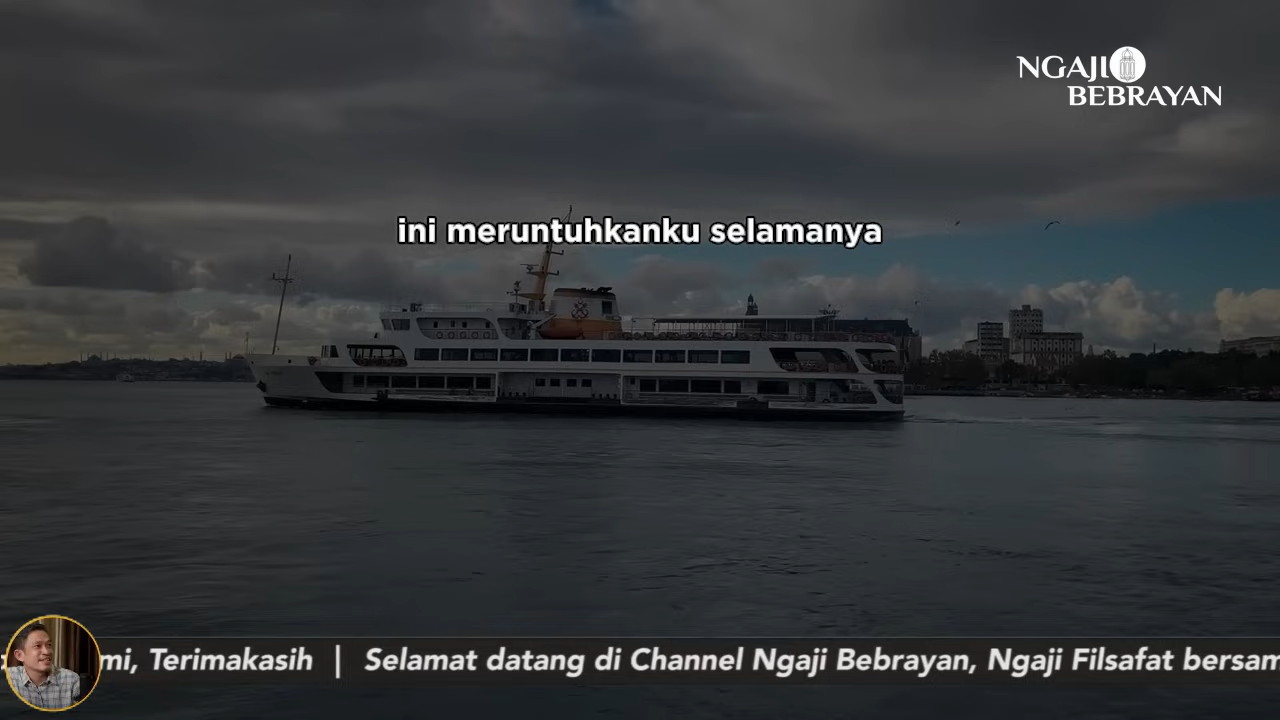 NGAJI
BEBRAYAN
ini meruntuhkanku selamanya
mi, Terimakasih | Selamat datang di Channel Ngaji Bebrayan, Ngaji Filsafat bersam